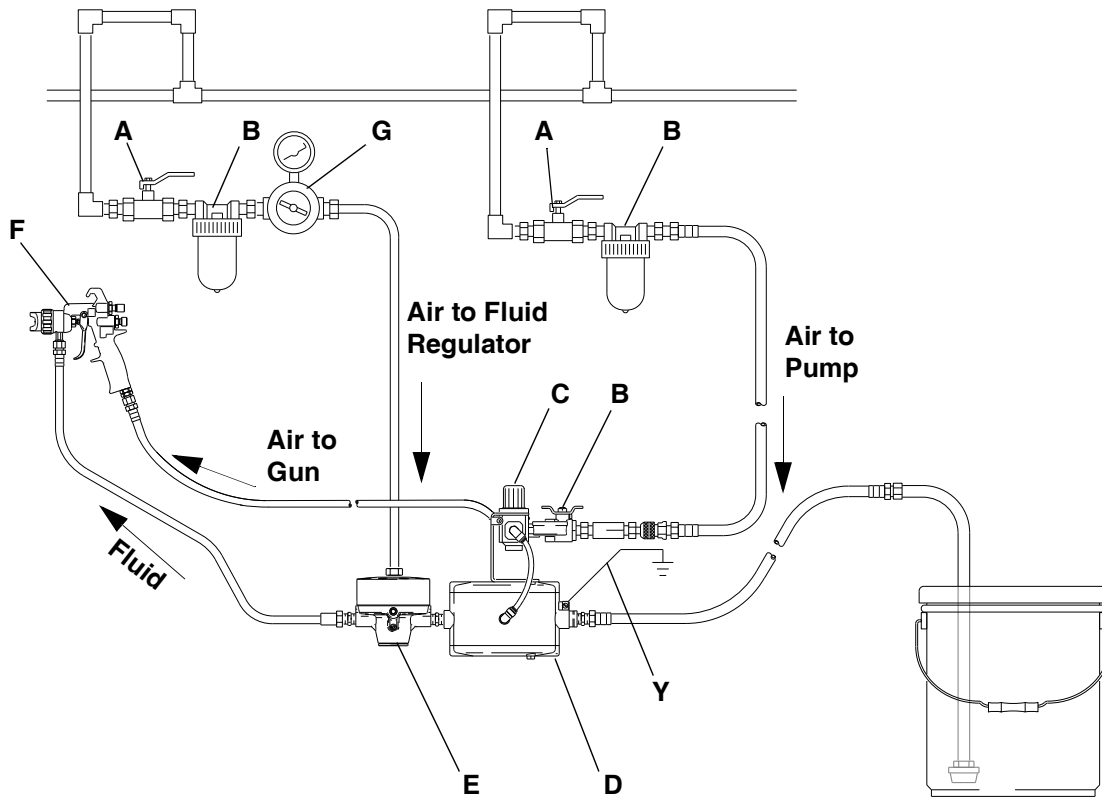 A
B
G
A
B
F
Air to Fluid
Regulator
Air to
Pump
C
B
Air to
Gun
Fluid
Y
E
D